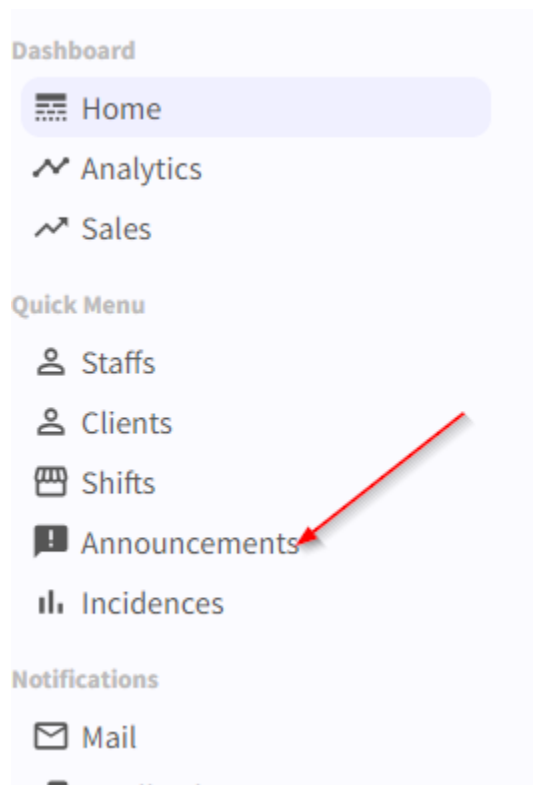 Dashboard
Home
Analytics
Sales
Quick Menu
Staffs
Clients
Shifts
Announcements
Incidences
Notifications
Mail